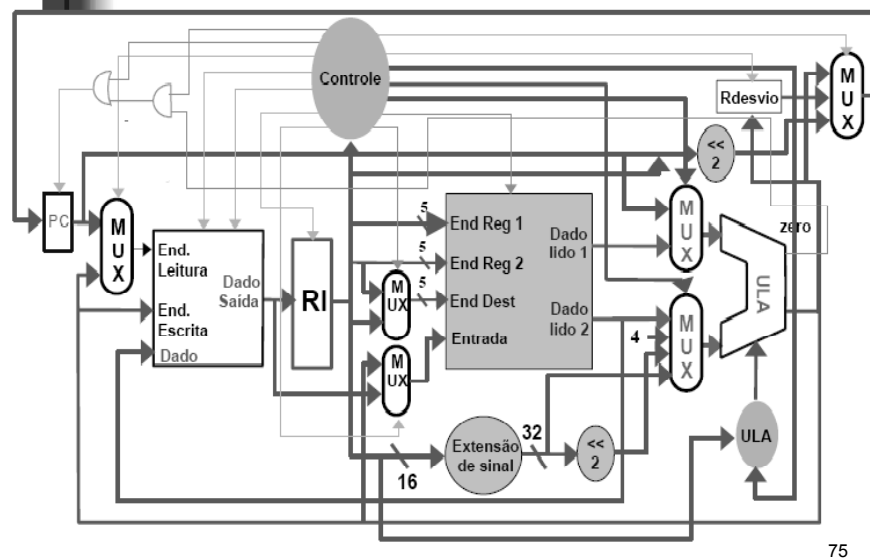 Controle
Rdesvio
M
U
X
<<
2
PC
M
U
X
End.
Leitura
Dado
Saída
End.
Escrita
Dado
RI
5
End Reg 1
5
End Reg 2
5
End Dest
Entrada
Dado
lido 1
Dado
lido 2
M
UX
M
UX
M
U
X
4
M
U
X
zero
ULA
ULA
Extensão
de sinal
32
<<
2
16
75